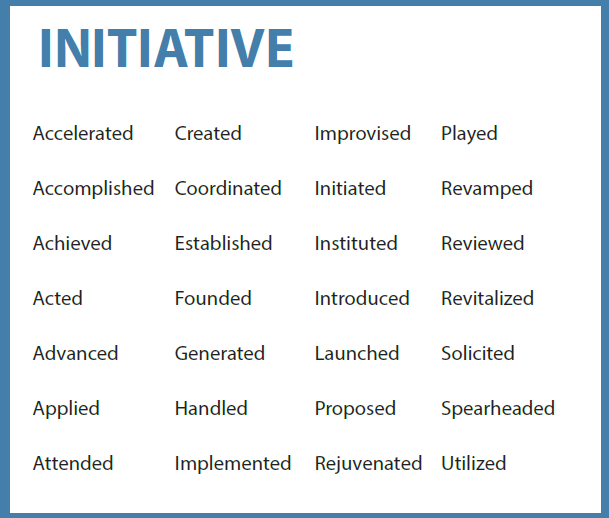 INITIATIVE
Accelerated Created Improvised Played
Accomplished Coordinated Initiated Revamped
Achieved Established Instituted Reviewed
Acted Founded Introduced Revitalized
Advanced Generated Launched Solicited
Applied Handled Proposed Spearheaded
Attended Implemented Rejuvenated Utilized